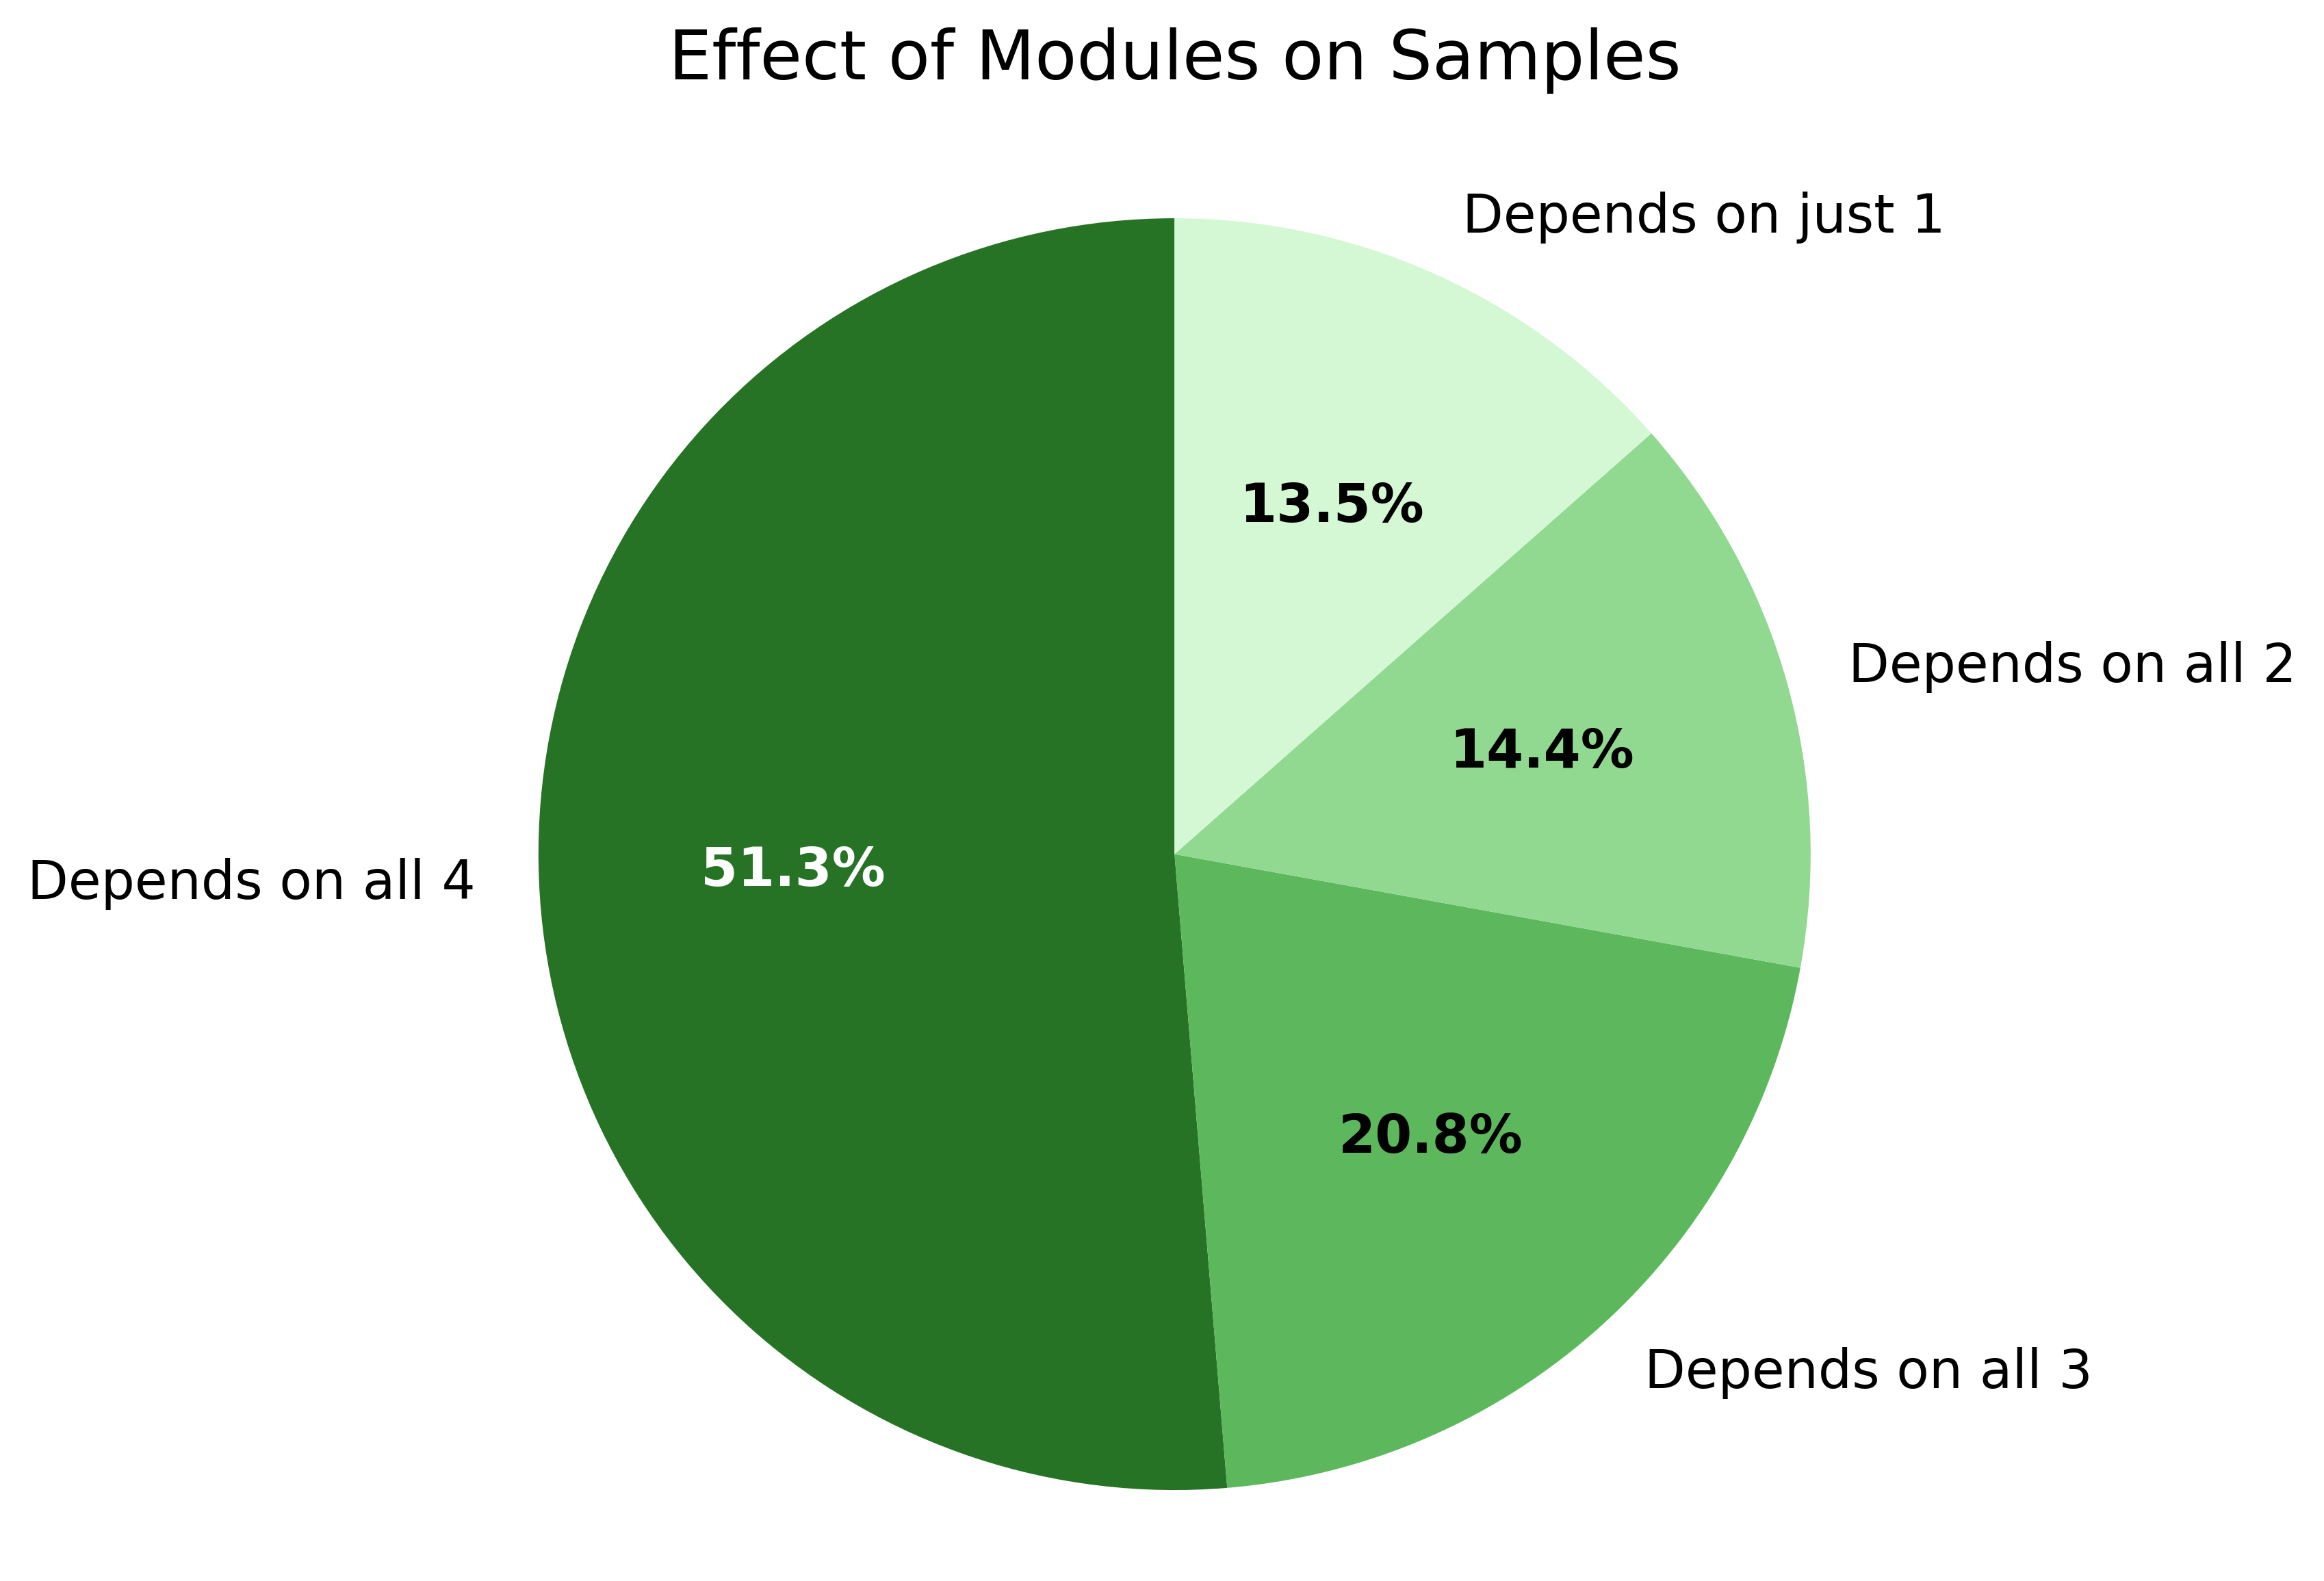 Effect of Modules on Samples
Depends on just 1
13.5%
Depends on all 2
14.4%
Depends on all 4
51.3%
20.8%
Depends on all 3